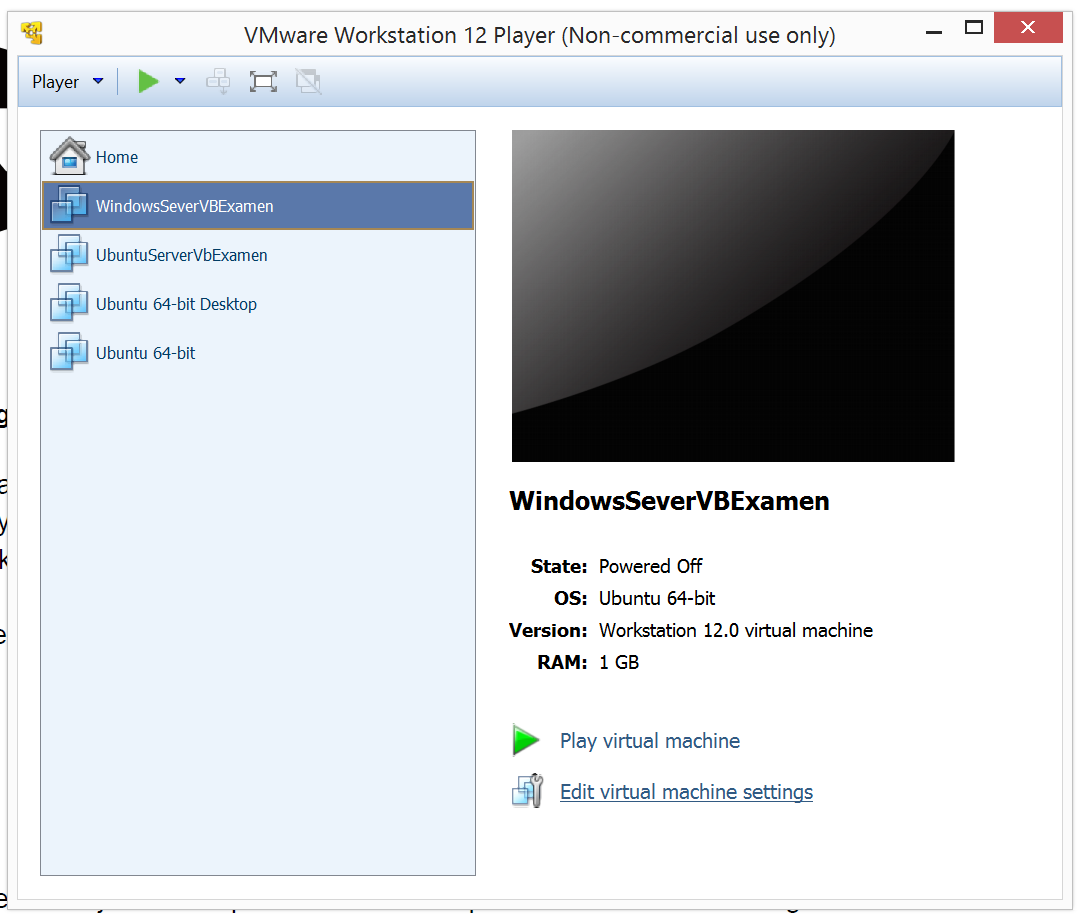 VMware Workstation 12 Player (Non-commercial use only)
Player
Home
WindowsSeverVBExamen
UbuntuServerVbExamen
Ubuntu 64-bit Desktop
Ubuntu 64-bit
WindowsSeverVBExamen
State: Powered Off
OS: Ubuntu 64-bit
Version: Workstation 12.0 virtual machine
RAM: 1 GB
Play virtual machine
Edit virtual machine settings